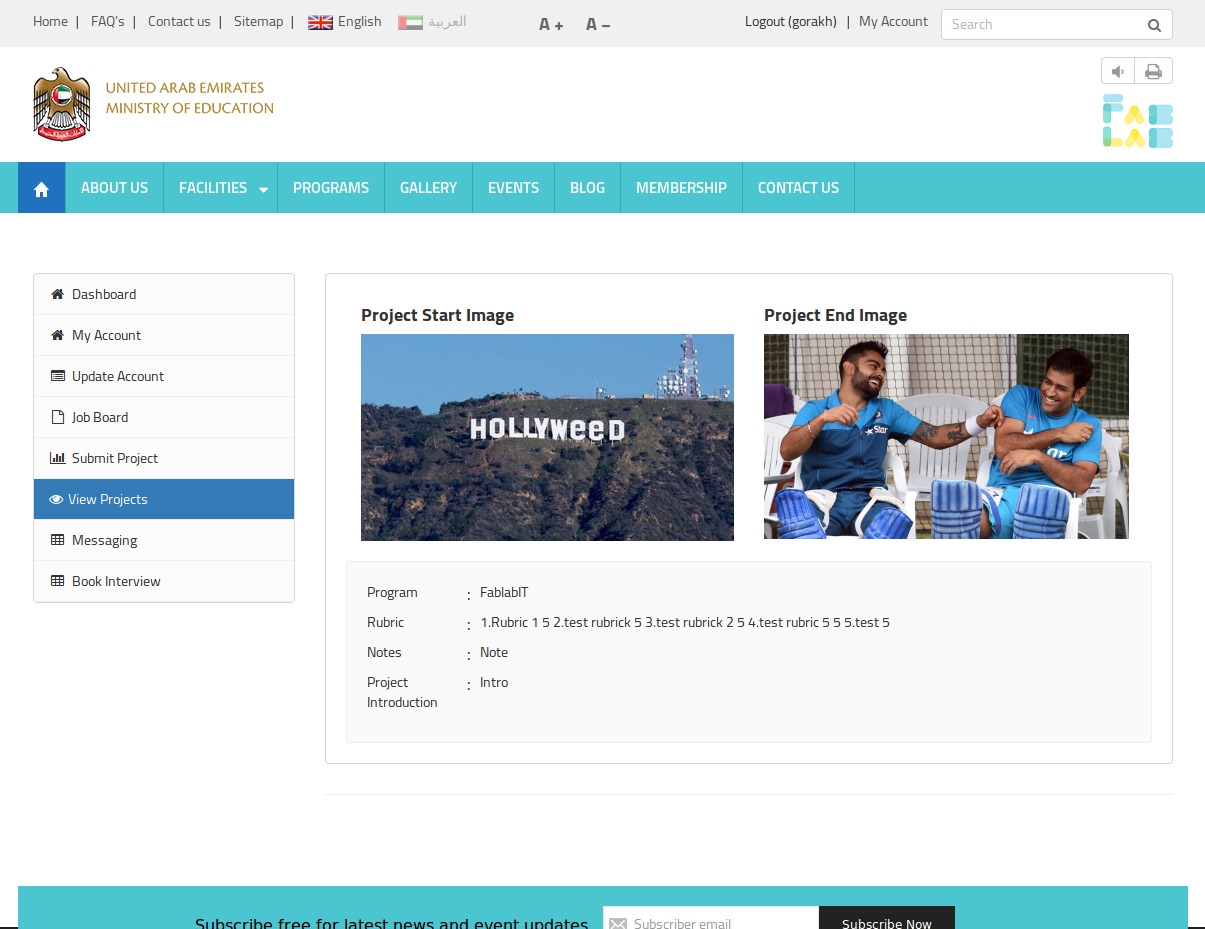 Home | FAQ's | Contact us | Sitemap | English العربية A + A – Logout (gorakh) | My Account Search
UNITED ARAB EMIRATES
MINISTRY OF EDUCATION
FAB
LAB
ABOUT US FACILITIES PROGRAMS GALLERY EVENTS BLOG MEMBERSHIP CONTACT US
Dashboard
My Account
Update Account
Job Board
Submit Project
View Projects
Messaging
Book Interview
Project Start Image Project End Image
HOLLYWeeD
Star
Program : FablabIT
Rubric : 1.Rubric 1 5 2.test rubrick 5 3.test rubrick 2 5 4.test rubric 5 5 5.test 5
Notes : Note
Project Introduction : Intro
Subscribe free for latest news and event updates Subscriber email Subscribe Now